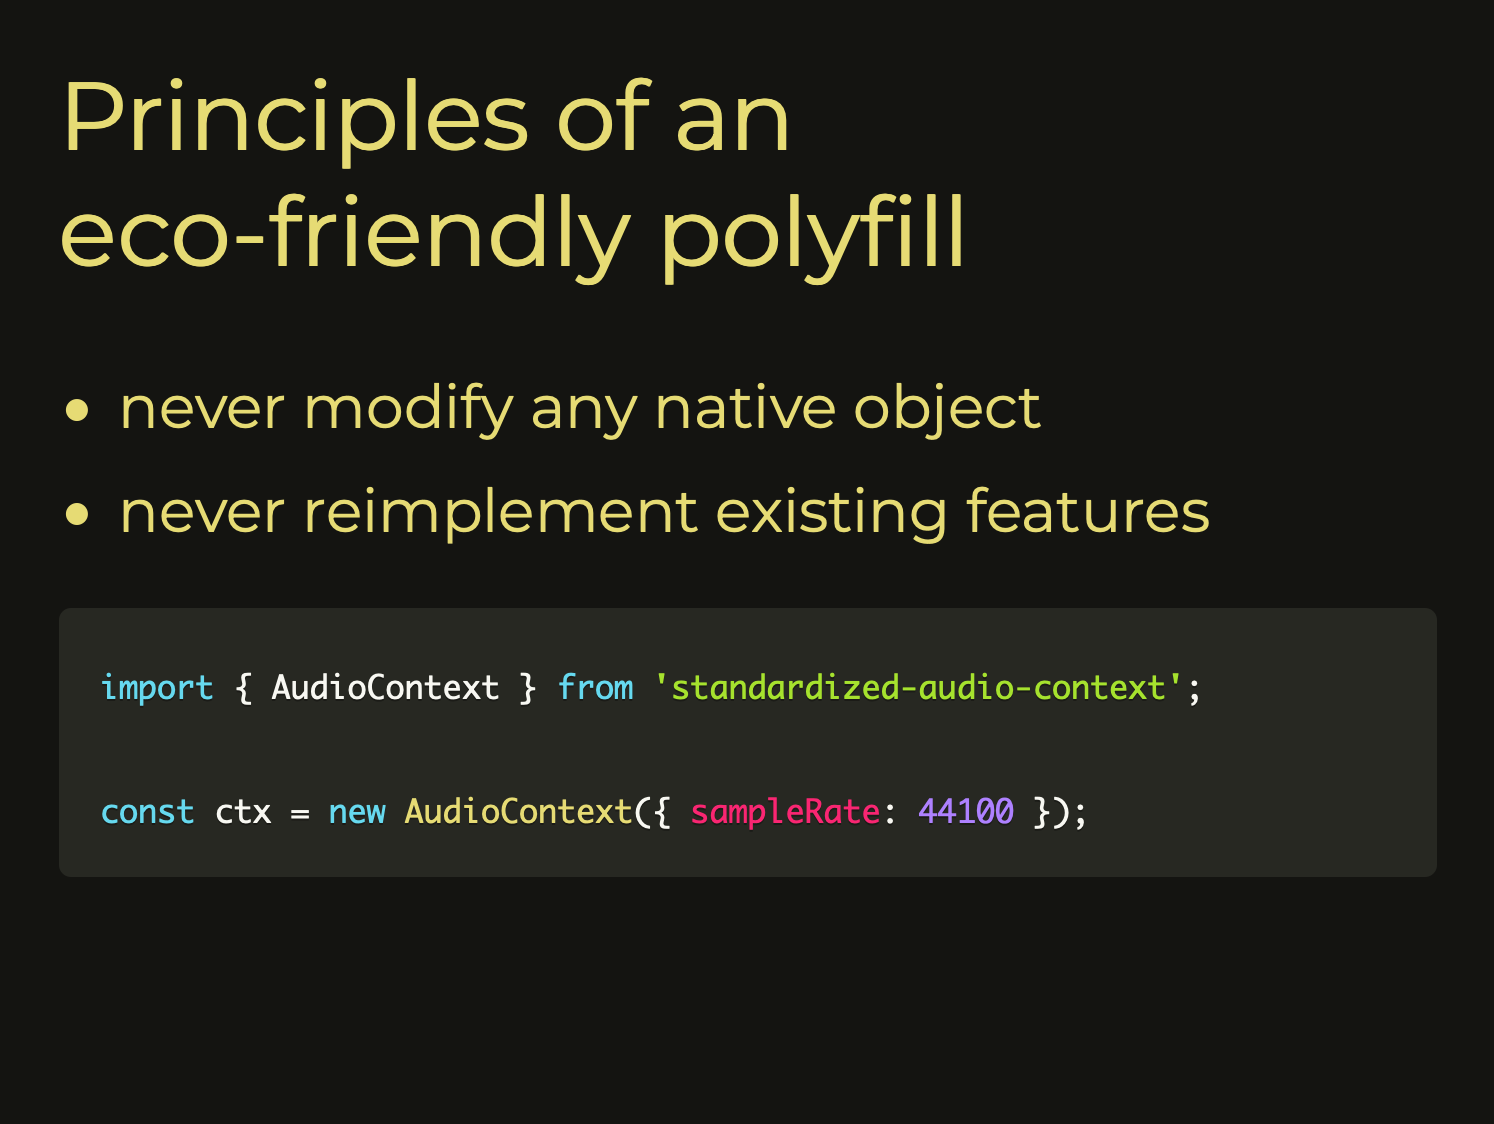 Principles of an
eco-friendly polyfill
• never modify any native object
• never reimplement existing features
import { AudioContext } from 'standardized-audio-context';
const ctx = new AudioContext({ sampleRate: 44100 });